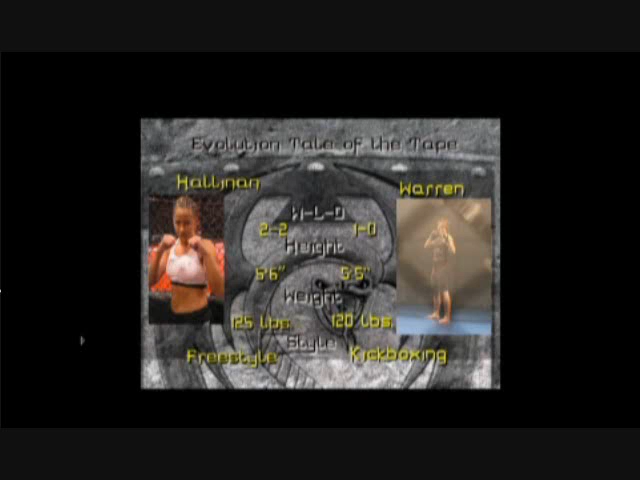 Evolution Tale of the Tape
Hallinan Warren
W-L-D
2-2 1-0
Height
5'6" 5'5"
Weight
125 lbs. 120 lbs.
Style
Freestyle Kickboxing